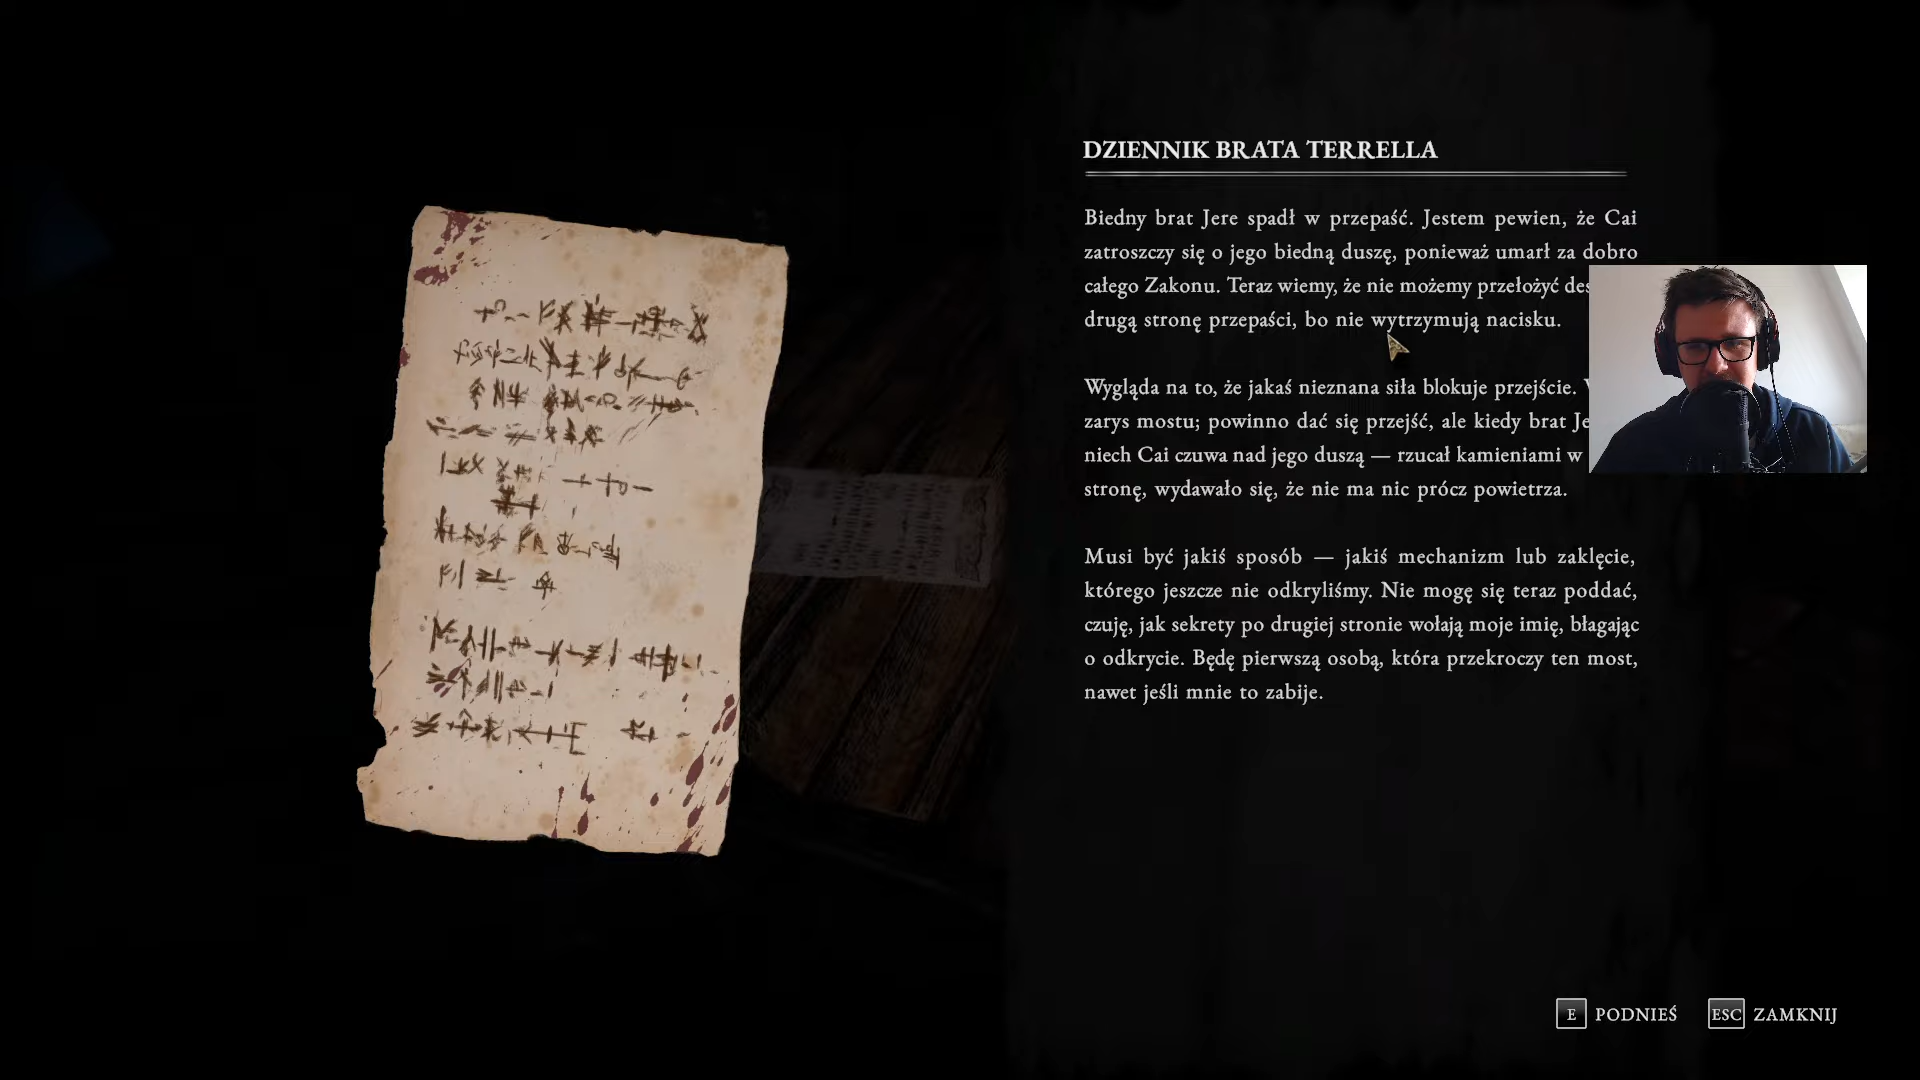 DZIENNIK BRATA TERRELLA
Biedny brat Jere spadł w przepaść. Jestem pewien, że Cai
zatroszczy się o jego biedną duszę, ponieważ umarł za dobro
całego Zakonu. Teraz wiemy, że nie możemy przełożyć
drugą stronę przepaści, bo nie wytrzymują nacisku.
Wygląda na to, że jakaś nieznana siła blokuje przejście.
zarys mostu; powinno dać się przejść, ale kiedy brat
niech Cai czuwa nad jego duszą — rzucał kamieniami w
stronę, wydawało się, że nie ma nic prócz powietrza.
Musi być jakiś sposób — jakiś mechanizm lub zaklęcie,
którego jeszcze nie odkryliśmy. Nie mogę się teraz poddać,
czuję, jak sekrety po drugiej stronie wołają moje imię, błagając
o odkrycie. Będę pierwszą osobą, która przekroczy ten most,
nawet jeśli mnie to zabije.
E PODNIEŚ ESC ZAMKNIJ